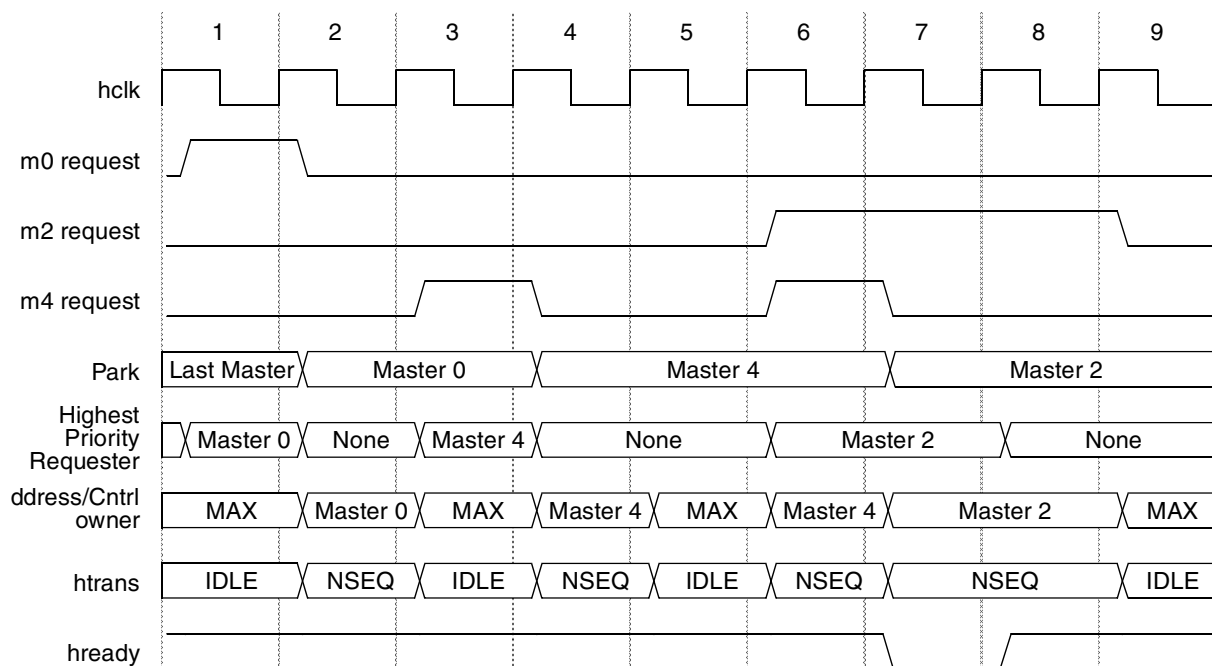 1 2 3 4 5 6 7 8 9
hclk
m0 request
m2 request
m4 request
Park Last Master Master 0 Master 4 Master 2
Highest
Priority
Requester
Master 0 None Master 4 None Master 2 None
ddress/Cntrl
owner
MAX Master 0 MAX Master 4 MAX Master 4 Master 2 MAX
htrans IDLE NSEQ IDLE NSEQ IDLE NSEQ NSEQ IDLE
hready